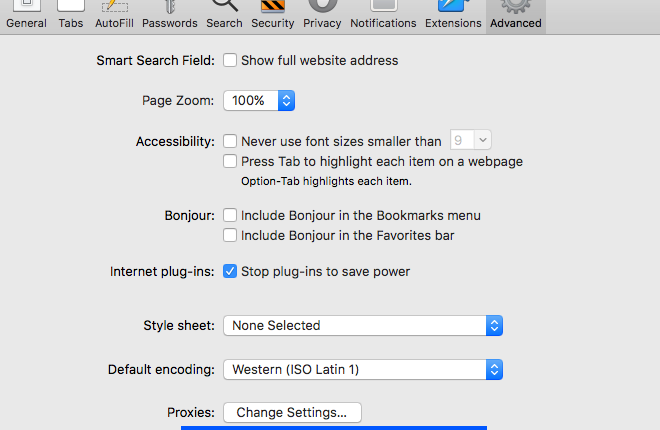 General Tabs AutoFill Passwords Search Security Privacy Notifications Extensions Advanced
Smart Search Field: Show full website address
Page Zoom: 100%
Accessibility: Never use font sizes smaller than 9
Press Tab to highlight each item on a webpage
Option-Tab highlights each item.
Bonjour: Include Bonjour in the Bookmarks menu
Include Bonjour in the Favorites bar
Internet plug-ins: Stop plug-ins to save power
Style sheet: None Selected
Default encoding: Western (ISO Latin 1)
Proxies: Change Settings...